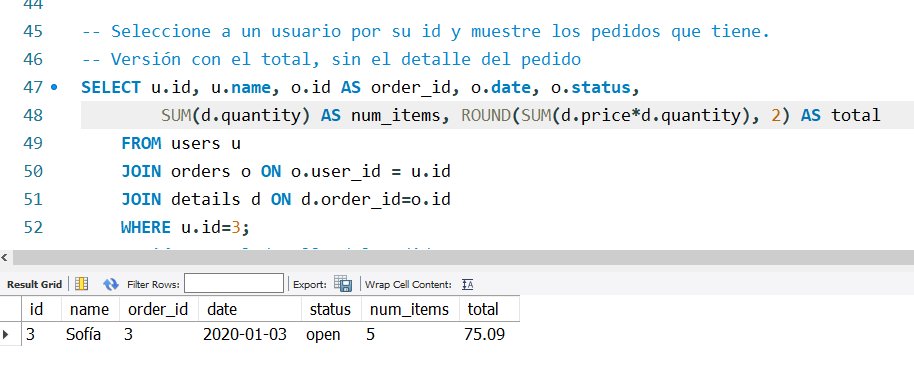 44
45 -- Seleccione a un usuario por su id y muestre los pedidos que tiene.
46 -- Versión con el total, sin el detalle del pedido
47 SELECT u.id, u.name, o.id AS order_id, o.date, o.status,
48 SUM(d.quantity) AS num_items, ROUND(SUM(d.price*d.quantity), 2) AS total
49 FROM users u
50 JOIN orders o ON o.user_id = u.id
51 JOIN details d ON d.order_id=o.id
52 WHERE u.id=3;
Result Grid Filter Rows: Export: Wrap Cell Content: IA
id name order_id date status num_items total
3 Sofía 3 2020-01-03 open 5 75.09